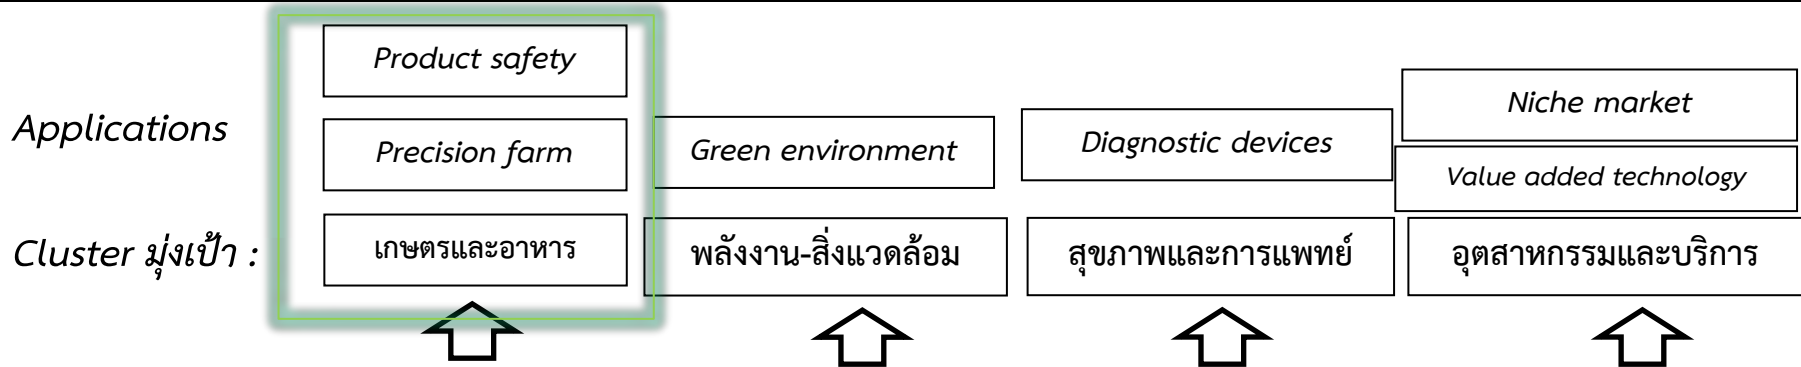 Product safety
Niche market
Applications
Precision farm
Green environment
Diagnostic devices
Value added technology
Cluster มุ่งเป้า :
เกษตรและอาหาร
พลังงาน-สิ่งแวดล้อม
สุขภาพและการแพทย์
อุตสาหกรรมและบริการ